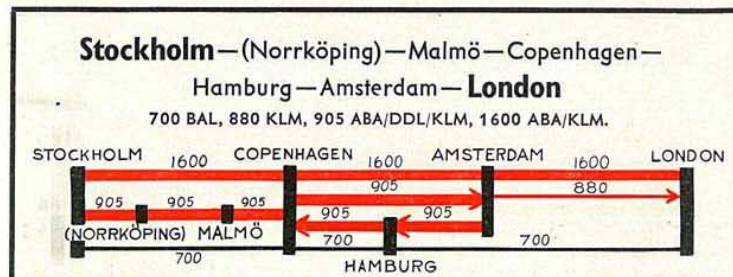 Stockholm—(Norrköping)—Malmö—Copenhagen—
Hamburg—Amsterdam—London
700 BAL, 880 KLM, 905 ABA/DDL/KLM, 1600 ABA/KLM.
STOCKHOLM COPENHAGEN AMSTERDAM LONDON
1600 1600 1600
905 880
905 905 905 905 905
(NORRKÖPING) MALMÖ 700 700
700 HAMBURG